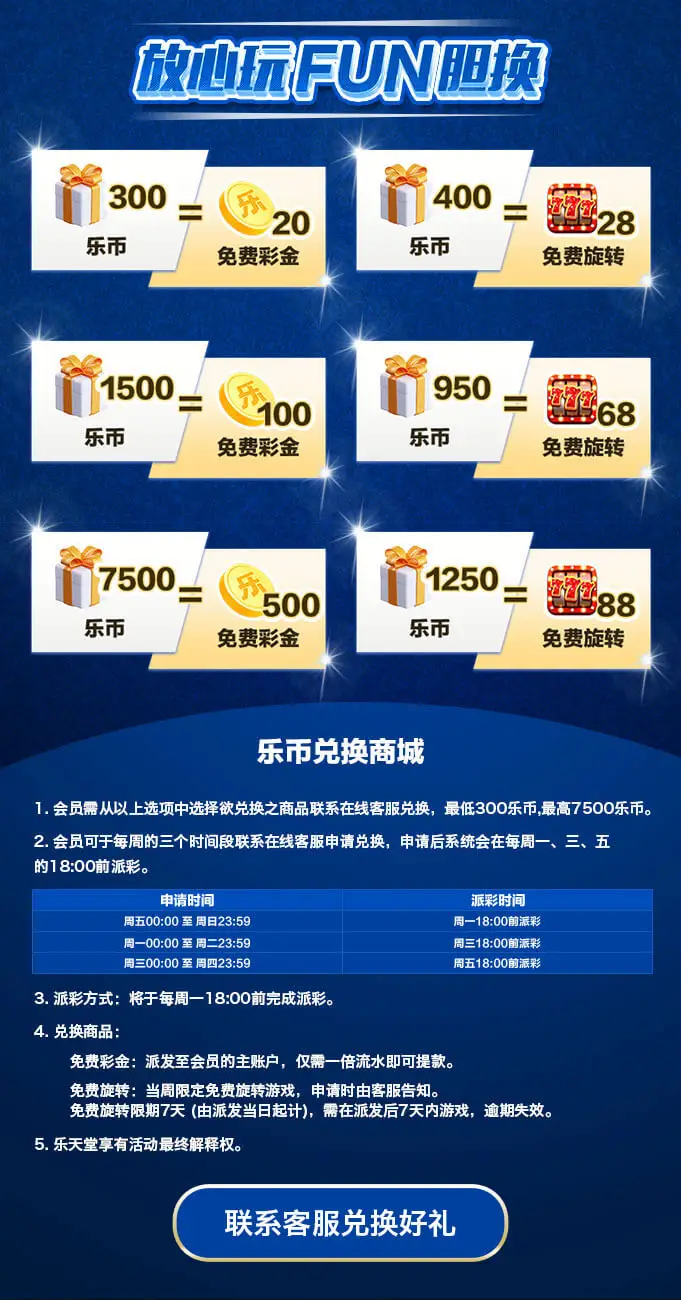 放心玩FUN胆换
300
乐币
=
乐
20
免费彩金
400
乐币
=
777
28
免费旋转
1500
乐币
=
乐
100
免费彩金
950
乐币
=
777
68
免费旋转
7500
乐币
=
乐
500
免费彩金
1250
乐币
=
777
88
免费旋转
乐币兑换商城
1. 会员需从以上选项中选择欲兑换之商品联系在线客服兑换，最低300乐币,最高7500乐币。
2. 会员可于每周的三个时间段联系在线客服申请兑换，申请后系统会在每周一、三、五
的18:00前派彩。
申请时间 派彩时间
周五00:00 至 周日23:59 周一18:00前派彩
周一00:00 至 周二23:59 周三18:00前派彩
周三00:00 至 周四23:59 周五18:00前派彩
3. 派彩方式：将于每周一18:00前完成派彩。
4. 兑换商品：
免费彩金：派发至会员的主账户，仅需一倍流水即可提款。
免费旋转：当周限定免费旋转游戏，申请时由客服告知。
免费旋转限期7天 (由派发当日起计)，需在派发后7天内游戏，逾期失效。
5. 乐天堂享有活动最终解释权。
联系客服兑换好礼